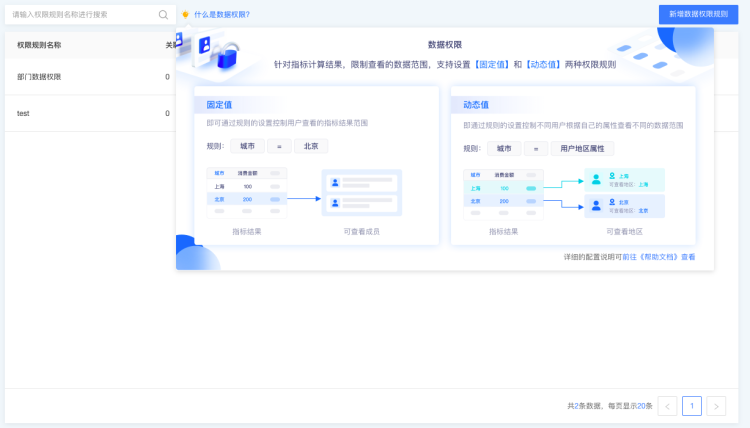 请输入权限规则名称进行搜索
什么是数据权限?
新增数据权限规则
权限规则名称
部门数据权限
0
test
0
数据权限
针对指标计算结果，限制查看的数据范围，支持设置【固定值】和【动态值】两种权限规则
固定值
即可通过规则的设置控制用户查看的指标结果范围
规则： 城市 = 北京
城市 消费金额
上海 100
北京 200
指标结果
可查看成员
动态值
即通过规则的设置控制不同用户根据自己的属性查看不同的数据范围
规则： 城市 = 用户地区属性
城市 消费金额
上海 100
北京 200
上海
可查看地区：上海
北京
可查看地区：北京
指标结果
可查看地区
详细的配置说明可前往《帮助文档》查看
共2条数据，每页显示20条
1